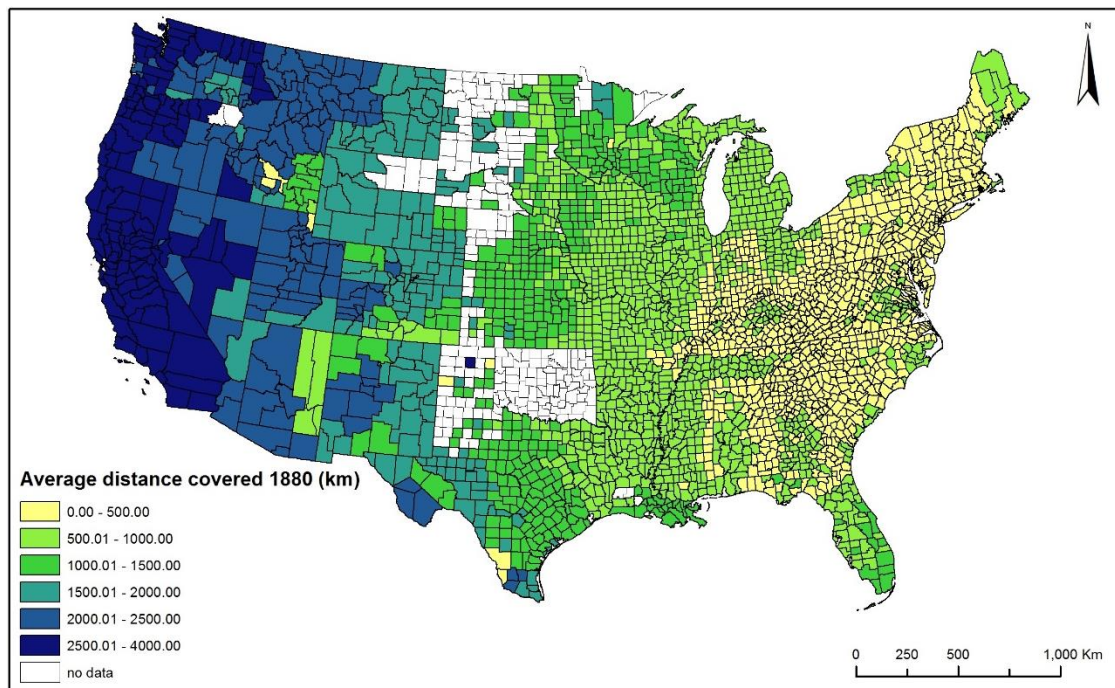 N
Average distance covered 1880 (km)
0.00 - 500.00
500.01 - 1000.00
1000.01 - 1500.00
1500.01 - 2000.00
2000.01 - 2500.00
2500.01 - 4000.00
no data
0 250 500 1,000 Km